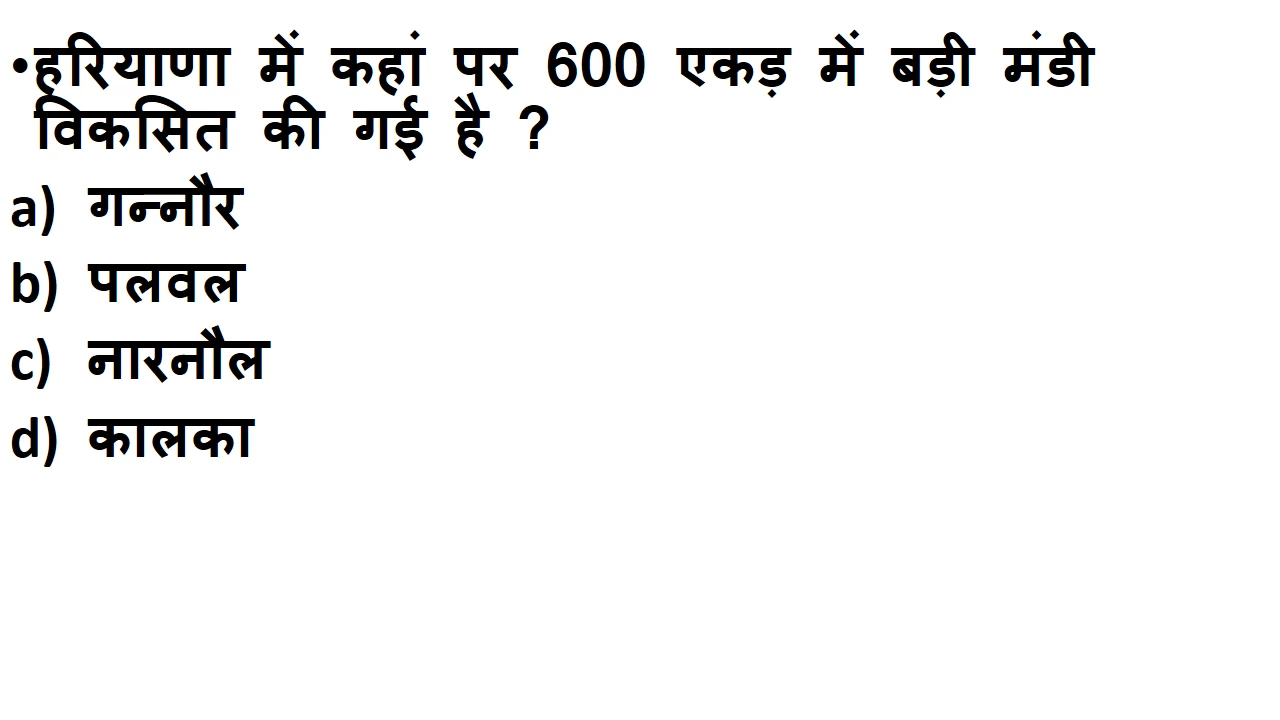 •हरियाणा में कहां पर 600 एकड़ में बड़ी मंडी
विकसित की गई है ?
a) गन्नौर
b) पलवल
c) नारनौल
d) कालका